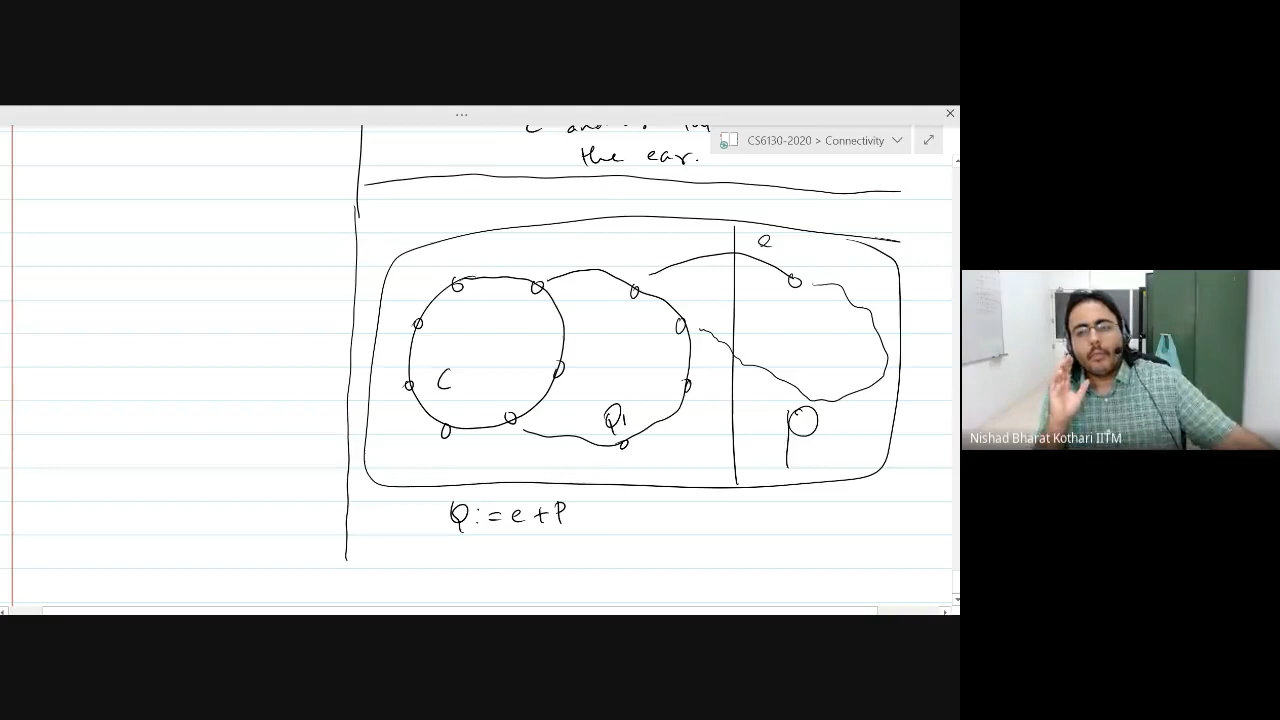 CS6130-2020 > Connectivity
the ear.
e
C
Q1
P
Q := e + P
Nishad Bharat Kothari IITM